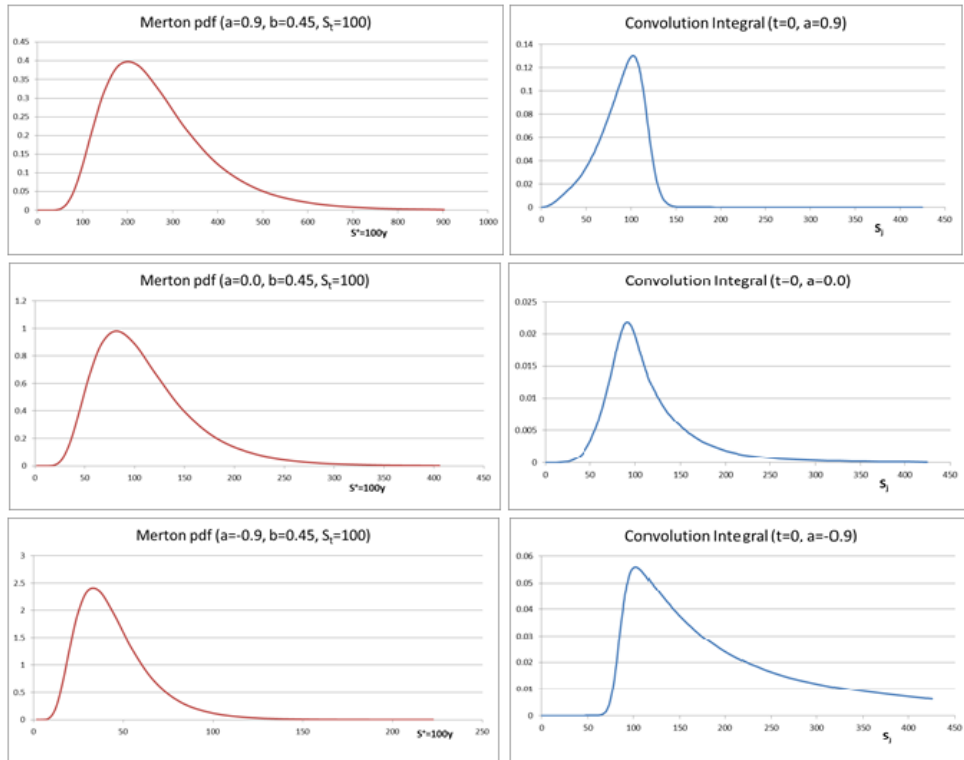 Merton pdf (a=0.9, b=0.45, St=100)
0.45
0.4
0.35
0.3
0.25
0.2
0.15
0.1
0.05
0
0 100 200 300 400 500 600 700 800 900 1000
S*=100y
Convolution Integral (t=0, a=0.9)
0.14
0.12
0.1
0.08
0.06
0.04
0.02
0
0 50 100 150 200 250 300 350 400 450
Sj
Merton pdf (a=0.0, b=0.45, St=100)
1.2
1
0.8
0.6
0.4
0.2
0
0 50 100 150 200 250 300 350 400 450
S*=100y
Convolution Integral (t=0, a=0.0)
0.025
0.02
0.015
0.01
0.005
0
0 50 100 150 200 250 300 350 400 450
Sj
Merton pdf (a=-0.9, b=0.45, St=100)
3
2.5
2
1.5
1
0.5
0
0 50 100 150 200 250
S*=100y
Convolution Integral (t=0, a=-0.9)
0.06
0.05
0.04
0.03
0.02
0.01
0
0 50 100 150 200 250 300 350 400 450
Sj